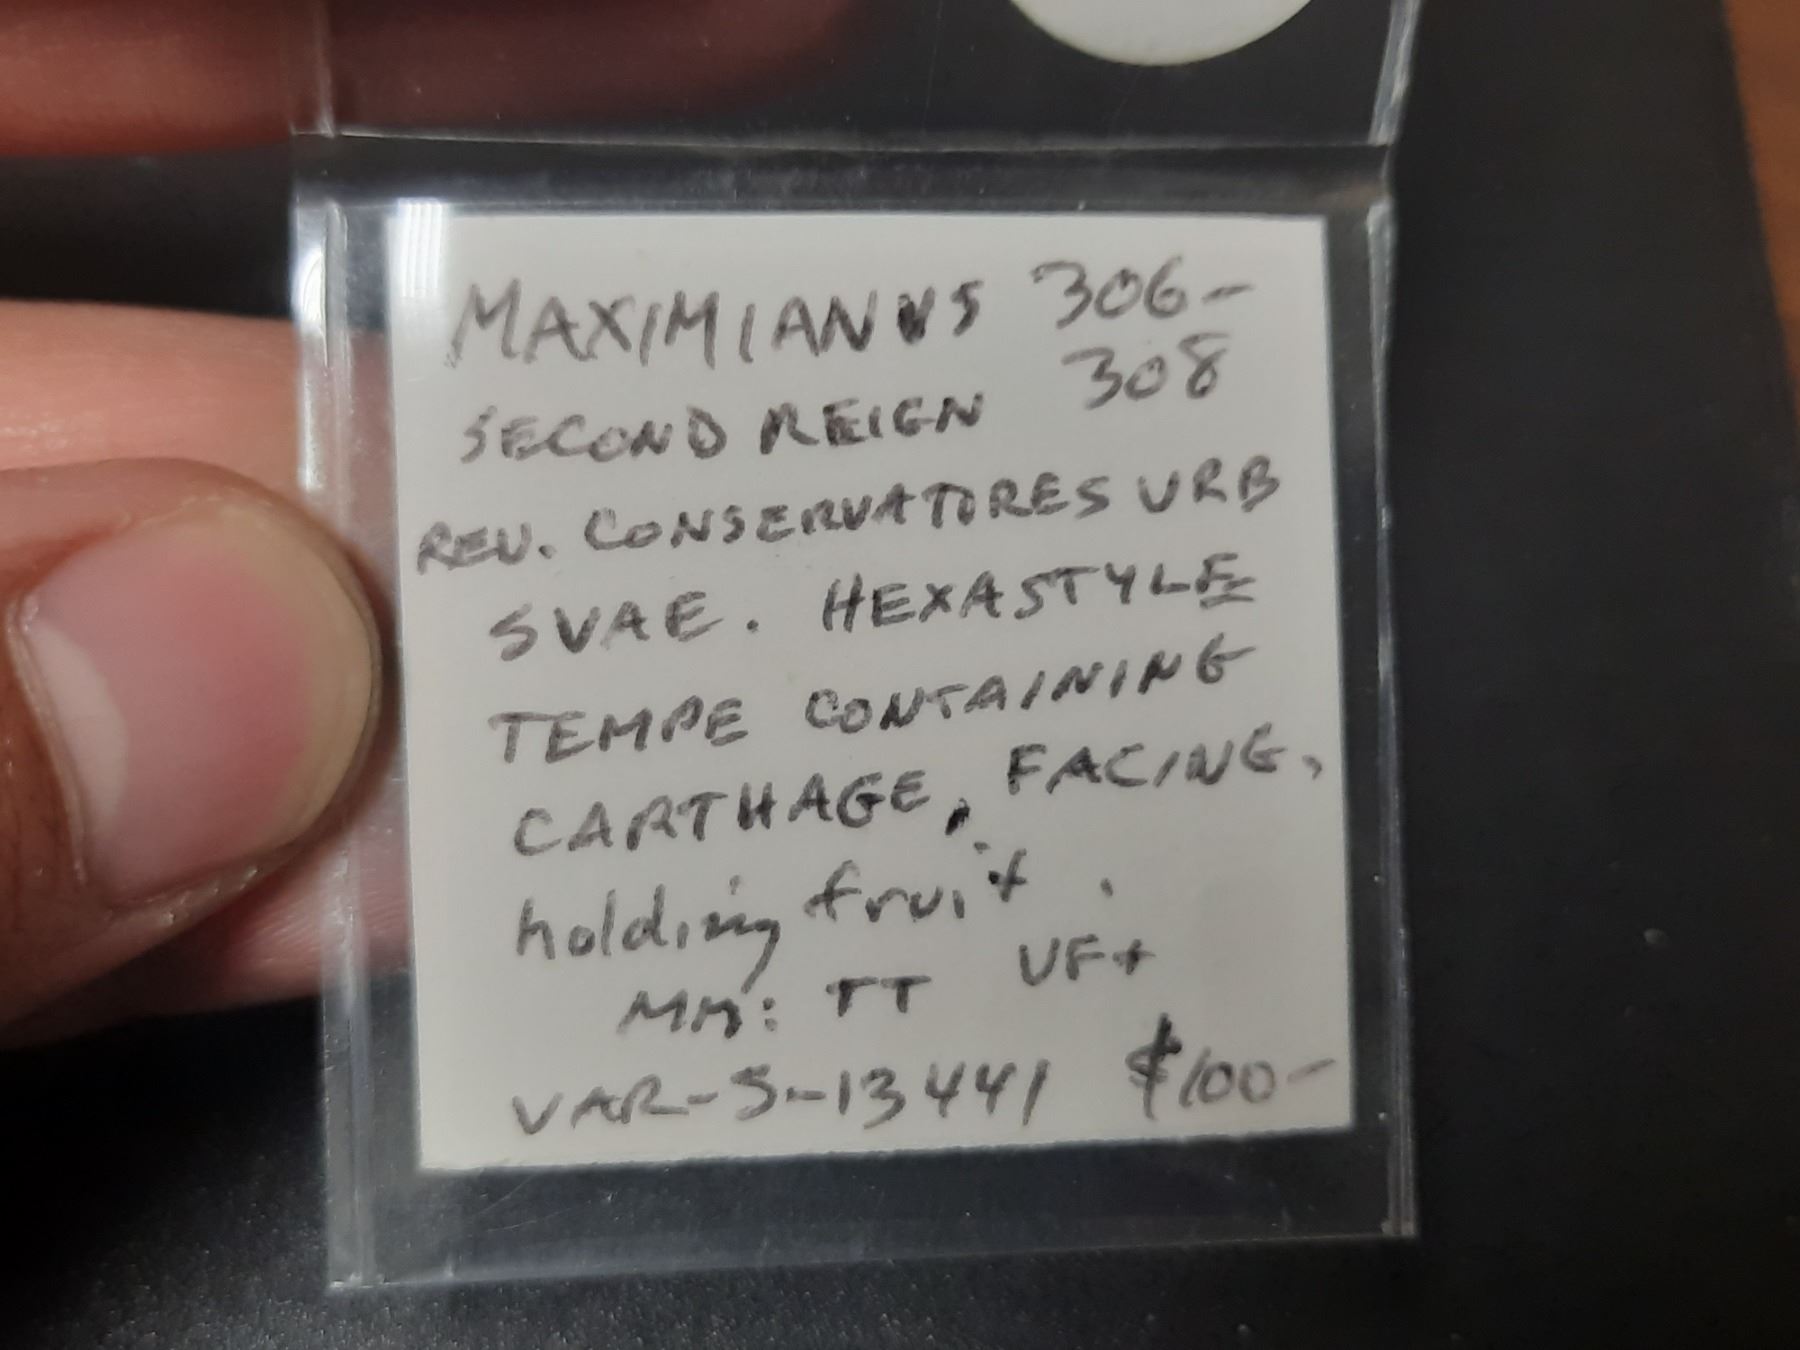 MAXIMIANUS 306-
308
SECOND REIGN
REV. CONSERVATORES URB
SVAE. HEXASTYLE
TEMPE CONTAINING
CARTHAGE, FACING,
holding fruit.
MM: TT VF+
VAR-S-13441 $100-